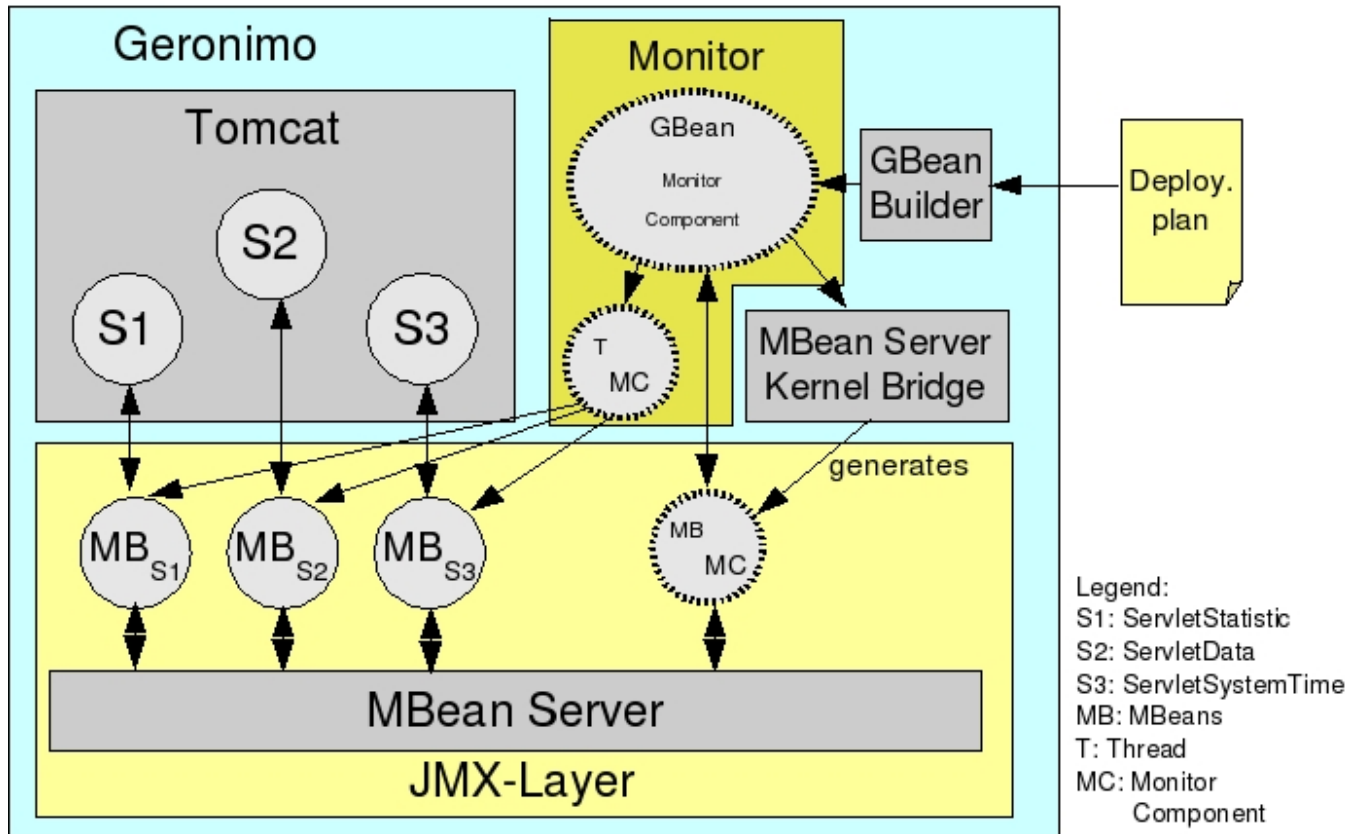 Geronimo
Monitor
Tomcat
GBean
Monitor
Component
GBean
Builder
Deploy.
plan
S1
S2
S3
T
MC
MBean Server
Kernel Bridge
generates
MB S1
MB S2
MB S3
MB
MC
MBean Server
JMX-Layer
Legend:
S1: ServletStatistic
S2: ServletData
S3: ServletSystemTime
MB: MBeans
T: Thread
MC: Monitor
Component